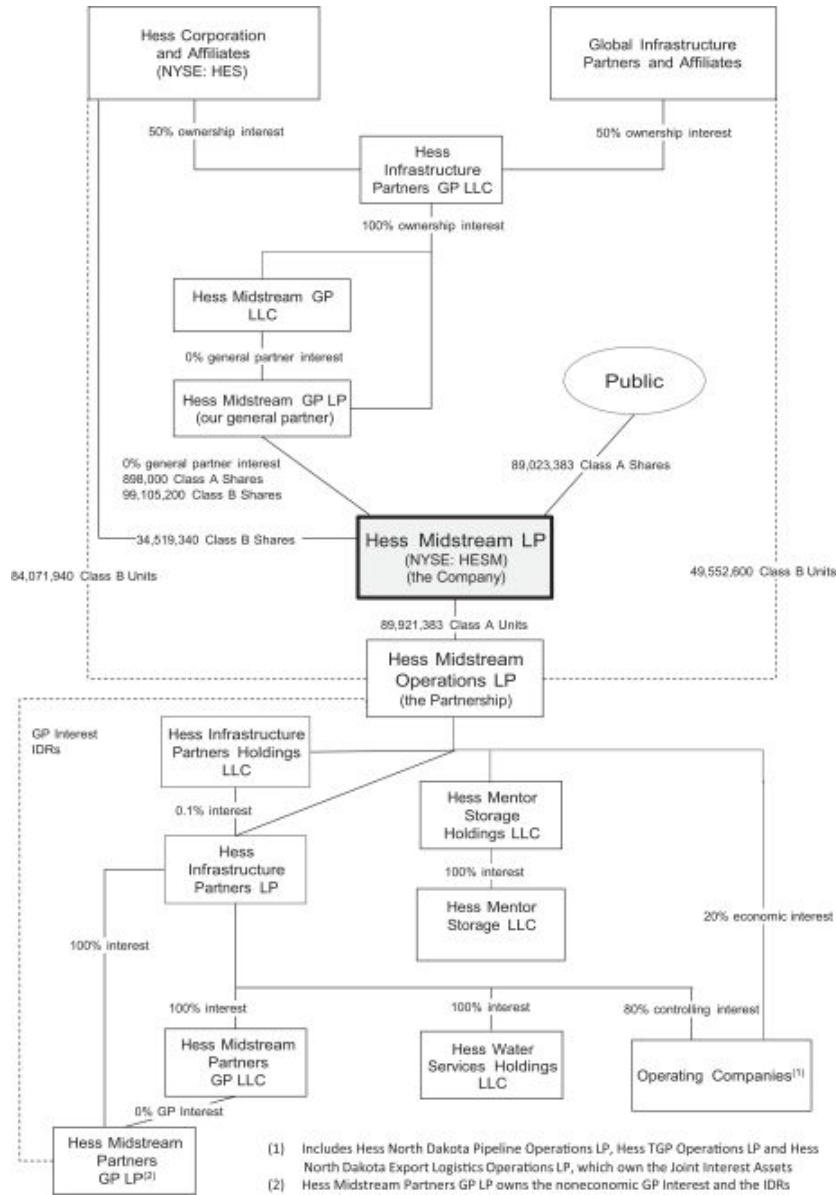 Hess Corporation
and Affiliates
(NYSE: HES)
Global Infrastructure
Partners and Affiliates
50% ownership interest
50% ownership interest
Hess
Infrastructure
Partners GP LLC
100% ownership interest
Hess Midstream GP
LLC
0% general partner interest
Hess Midstream GP LP
(our general partner)
Public
0% general partner interest
898,000 Class A Shares
99,105,200 Class B Shares
89,023,383 Class A Shares
34,519,340 Class B Shares
Hess Midstream LP
(NYSE: HESM)
(the Company)
84,071,940 Class B Units
49,552,600 Class B Units
89,921,383 Class A Units
Hess Midstream
Operations LP
(the Partnership)
GP Interest
IDRs
Hess Infrastructure
Partners Holdings
LLC
0.1% interest
Hess Mentor
Storage
Holdings LLC
Hess
Infrastructure
Partners LP
100% interest
Hess Mentor
Storage LLC
100% interest
20% economic interest
100% interest
100% interest
80% controlling interest
Hess Midstream
Partners
GP LLC
Hess Water
Services Holdings
LLC
Operating Companies(1)
0% GP Interest
Hess Midstream
Partners
GP LP(2)
(1) Includes Hess North Dakota Pipeline Operations LP, Hess TGP Operations LP and Hess
North Dakota Export Logistics Operations LP, which own the Joint Interest Assets
(2) Hess Midstream Partners GP LP owns the noneconomic GP Interest and the IDRs